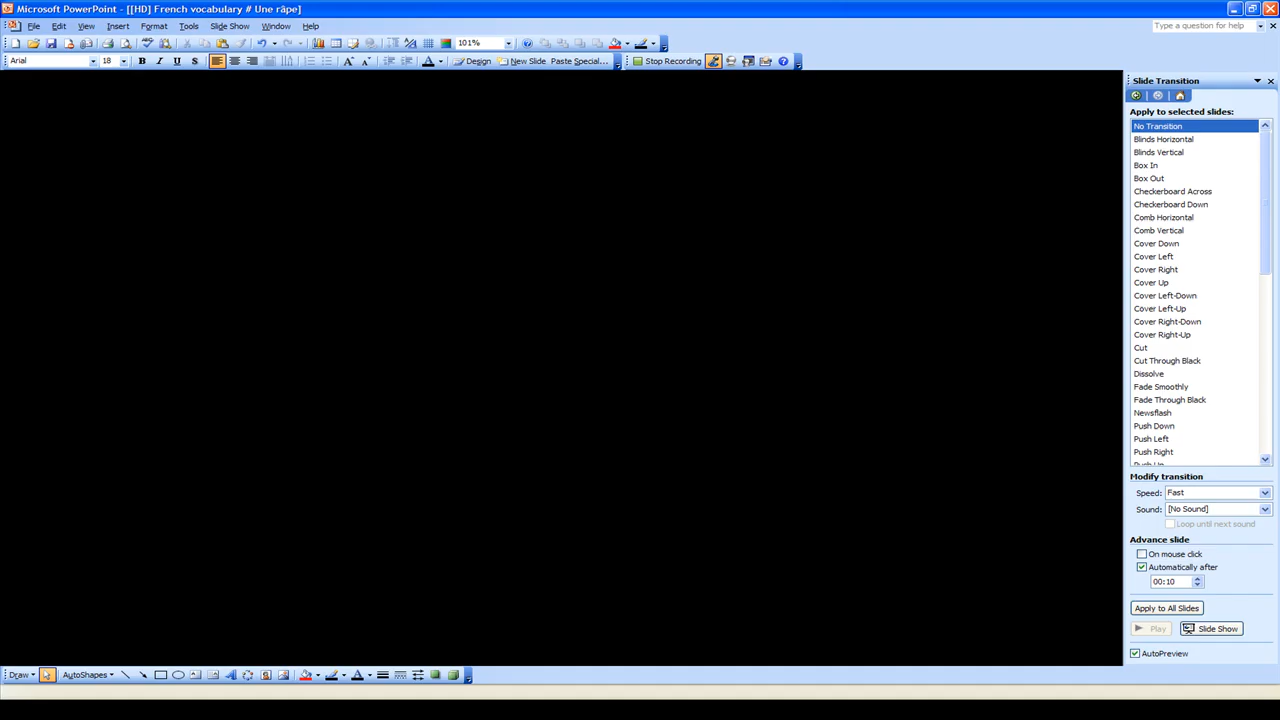 Microsoft PowerPoint - [[HD] French vocabulary # Une râpe]
File Edit View Insert Format Tools Slide Show Window Help
Type a question for help
101%
Arial 18 Design New Slide Paste Special... Stop Recording
Slide Transition
Apply to selected slides:
No Transition
Blinds Horizontal
Blinds Vertical
Box In
Box Out
Checkerboard Across
Checkerboard Down
Comb Horizontal
Comb Vertical
Cover Down
Cover Left
Cover Right
Cover Up
Cover Left-Down
Cover Left-Up
Cover Right-Down
Cover Right-Up
Cut
Cut Through Black
Dissolve
Fade Smoothly
Fade Through Black
Newsflash
Push Down
Push Left
Push Right
Push Up
Modify transition
Speed: Fast
Sound: [No Sound]
Loop until next sound
Advance slide
On mouse click
Automatically after
00:10
Apply to All Slides
Play Slide Show
AutoPreview
Draw AutoShapes